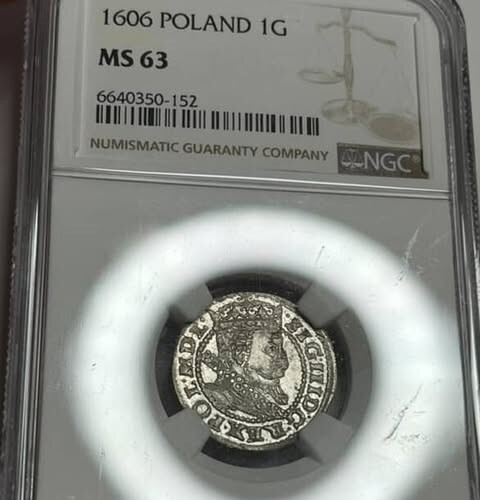 1606 POLAND 1G
MS 63
6640350-152
NUMISMATIC GUARANTY COMPANY NGC®
SIG·III·D:G·REX·POL·M·D·L·